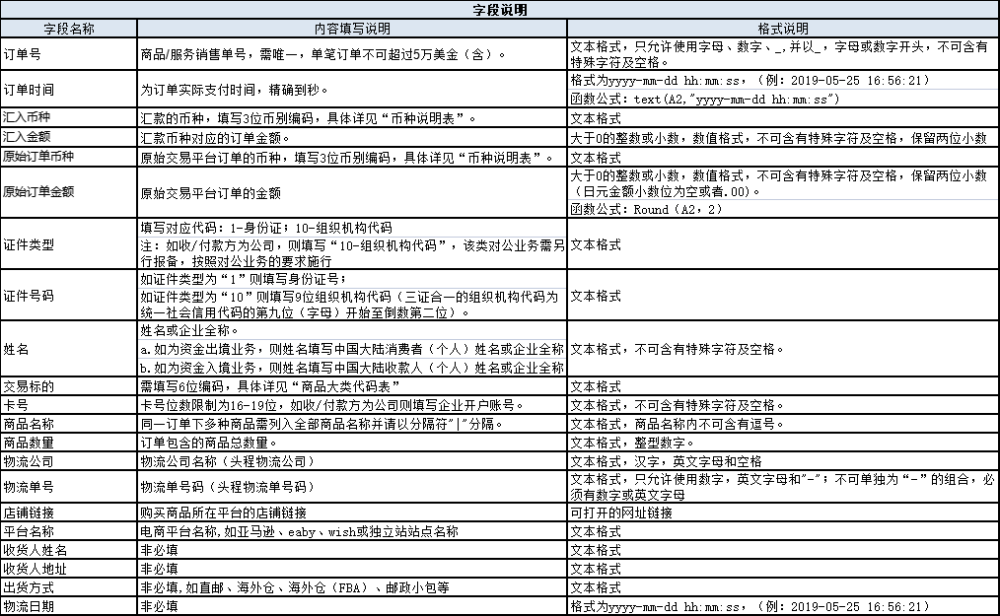 字段说明
字段名称 内容填写说明 格式说明
订单号 商品/服务销售单号，需唯一，单笔订单不可超过5万美金（含）。 文本格式，只允许使用字母、数字、_,并以_，字母或数字开头，不可含有
特殊字符及空格。
订单时间 为订单实际支付时间，精确到秒。 格式为yyyy-mm-dd hh:mm:ss，（例：2019-05-25 16:56:21）
函数公式：text(A2,"yyyy-mm-dd hh:mm:ss")
汇入币种 汇款的币种，填写3位币别编码，具体详见“币种说明表”。 文本格式
汇入金额 汇款币种对应的订单金额。 大于0的整数或小数，数值格式，不可含有特殊字符及空格，保留两位小数
原始订单币种 原始交易平台订单的币种，填写3位币别编码，具体详见“币种说明表”。 文本格式
原始订单金额 原始交易平台订单的金额 大于0的整数或小数，数值格式，不可含有特殊字符及空格，保留两位小数
（日元金额小数位为空或者.00)。
函数公式：Round（A2，2）
证件类型 填写对应代码：1-身份证；10-组织机构代码 文本格式
注：如收/付款方为公司，则填写“10-组织机构代码”，该类对公业务需另
行报备，按照对公业务的要求施行
证件号码 如证件类型为“1”则填写身份证号； 文本格式
如证件类型为“10”则填写9位组织机构代码（三证合一的组织机构代码为
统一社会信用代码的第九位（字母）开始至倒数第二位）。
姓名 姓名或企业全称。 文本格式，不可含有特殊字符及空格。
a.如为资金出境业务，则姓名填写中国大陆消费者（个人）姓名或企业全称
b.如为资金入境业务，则姓名填写中国大陆收款人（个人）姓名或企业全称
交易标的 需填写6位编码，具体详见“商品大类代码表” 文本格式
卡号 卡号位数限制为16-19位，如收/付款方为公司则填写企业开户账号。 文本格式，不可含有特殊字符及空格。
商品名称 同一订单下多种商品需列入全部商品名称并请以分隔符"|"分隔。 文本格式，商品名称内不可含有逗号。
商品数量 订单包含的商品总数量。 文本格式，整型数字。
物流公司 物流公司名称（头程物流公司） 文本格式，汉字，英文字母和空格
物流单号 物流单号码（头程物流单号码） 文本格式，只允许使用数字，英文字母和"-"；不可单独为“-”的组合，必
须有数字或英文字母
店铺链接 购买商品所在平台的店铺链接 可打开的网址链接
平台名称 电商平台名称,如亚马逊、eaby、wish或独立站站点名称 文本格式
收货人姓名 非必填 文本格式
收货人地址 非必填 文本格式
出货方式 非必填,如直邮、海外仓、海外仓（FBA）、邮政小包等 文本格式
物流日期 非必填 格式为yyyy-mm-dd hh:mm:ss，（例：2019-05-25 16:56:21）